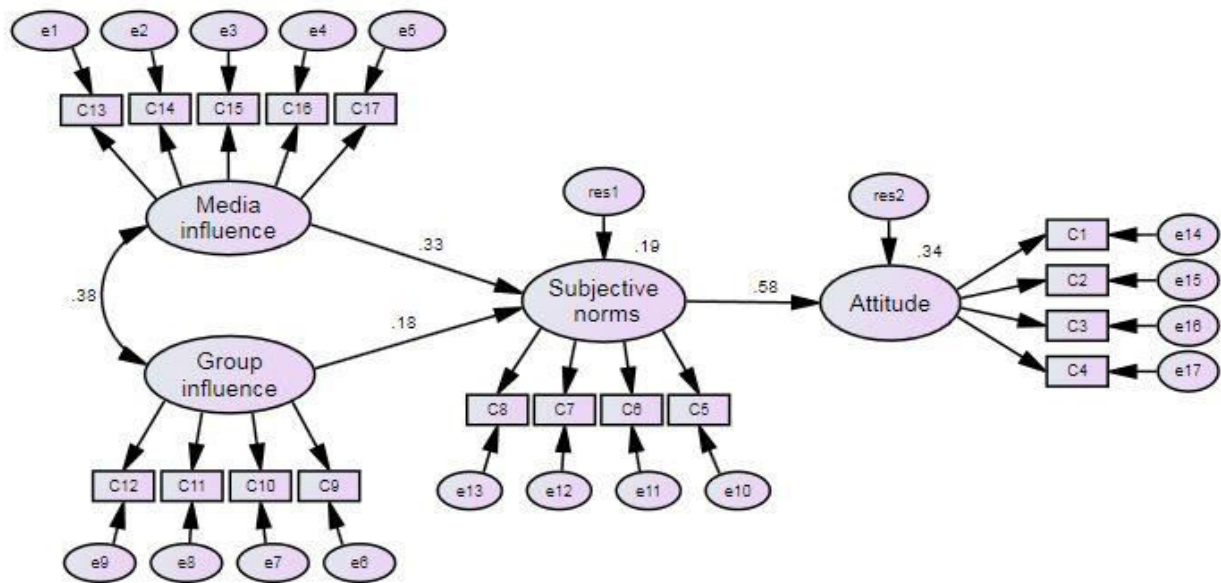 e1
e2
e3
e4
e5
C13
C14
C15
C16
C17
Media
influence
.38
.33
.18
Group
influence
C12
C11
C10
C9
e9
e8
e7
e6
res1
.19
Subjective
norms
C8
C7
C6
C5
e13
e12
e11
e10
.58
res2
.34
Attitude
C1
e14
C2
e15
C3
e16
C4
e17